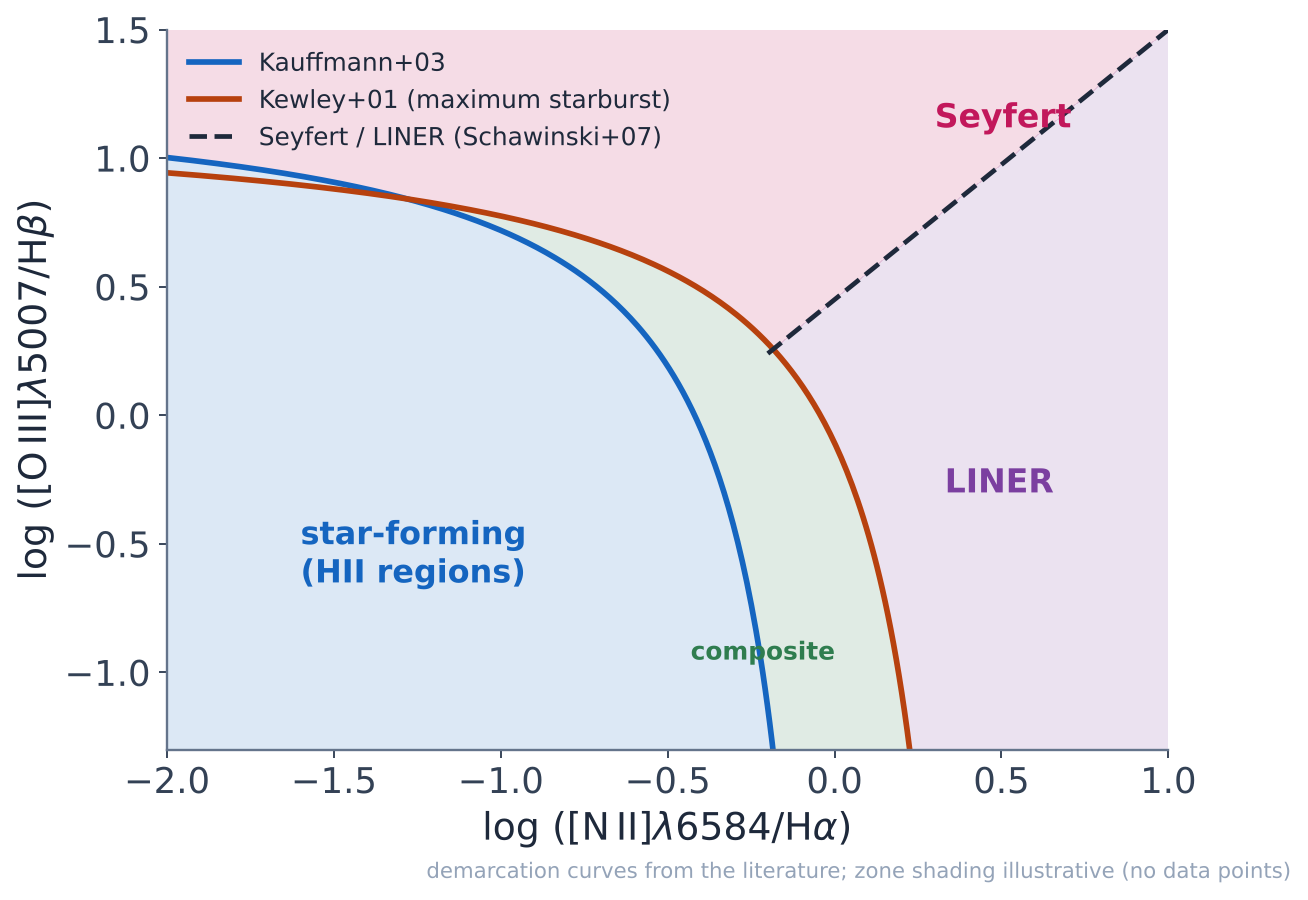 1.5
1.0
0.5
0.0
−0.5
−1.0
log ([O III]λ5007/Hβ)
Kauffmann+03
Kewley+01 (maximum starburst)
Seyfert / LINER (Schawinski+07)
Seyfert
LINER
star-forming
(HII regions)
composite
−2.0 −1.5 −1.0 −0.5 0.0 0.5 1.0
log ([N II]λ6584/Hα)
demarcation curves from the literature; zone shading illustrative (no data points)